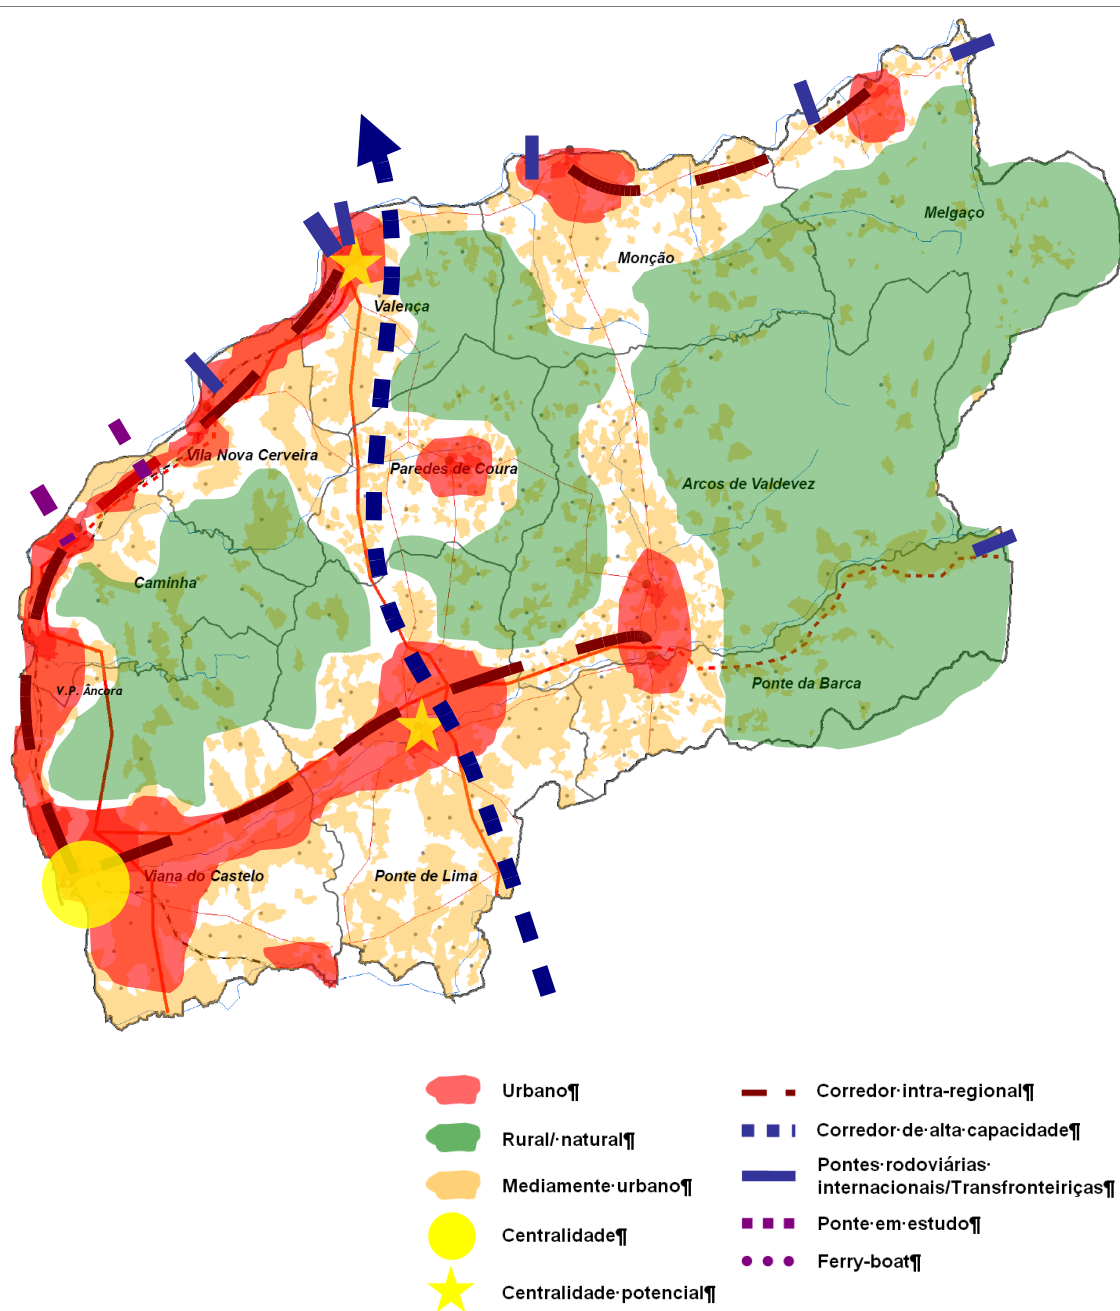 Melgaço
Monção
Valença
Vila Nova Cerveira
Paredes de Coura
Arcos de Valdevez
Caminha
V.P. Âncora
Ponte da Barca
Viana do Castelo
Ponte de Lima
Urbano¶
Rural/·natural¶
Mediamente·urbano¶
Centralidade¶
Centralidade·potencial¶
Corredor·intra-regional¶
Corredor·de·alta·capacidade¶
Pontes·rodoviárias·
internacionais/Transfronteiriças¶
Ponte·em·estudo¶
Ferry-boat¶